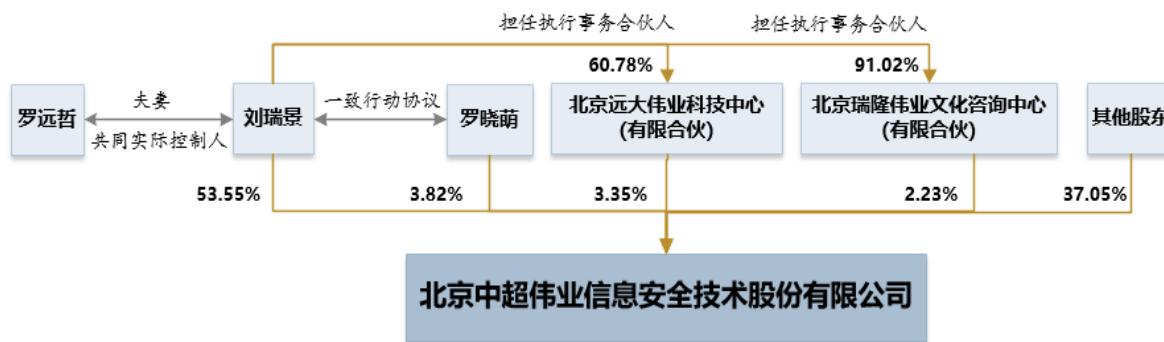 担任执行事务合伙人
担任执行事务合伙人
60.78%
91.02%
罗远哲
夫妻
共同实际控制人
刘瑞景
一致行动协议
罗晓萌
北京远大伟业科技中心
(有限合伙)
北京瑞隆伟业文化咨询中心
(有限合伙)
其他股东
53.55%
3.82%
3.35%
2.23%
37.05%
北京中超伟业信息安全技术股份有限公司